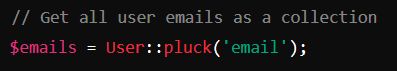 // Get all user emails as a collection
$emails = User::pluck('email');